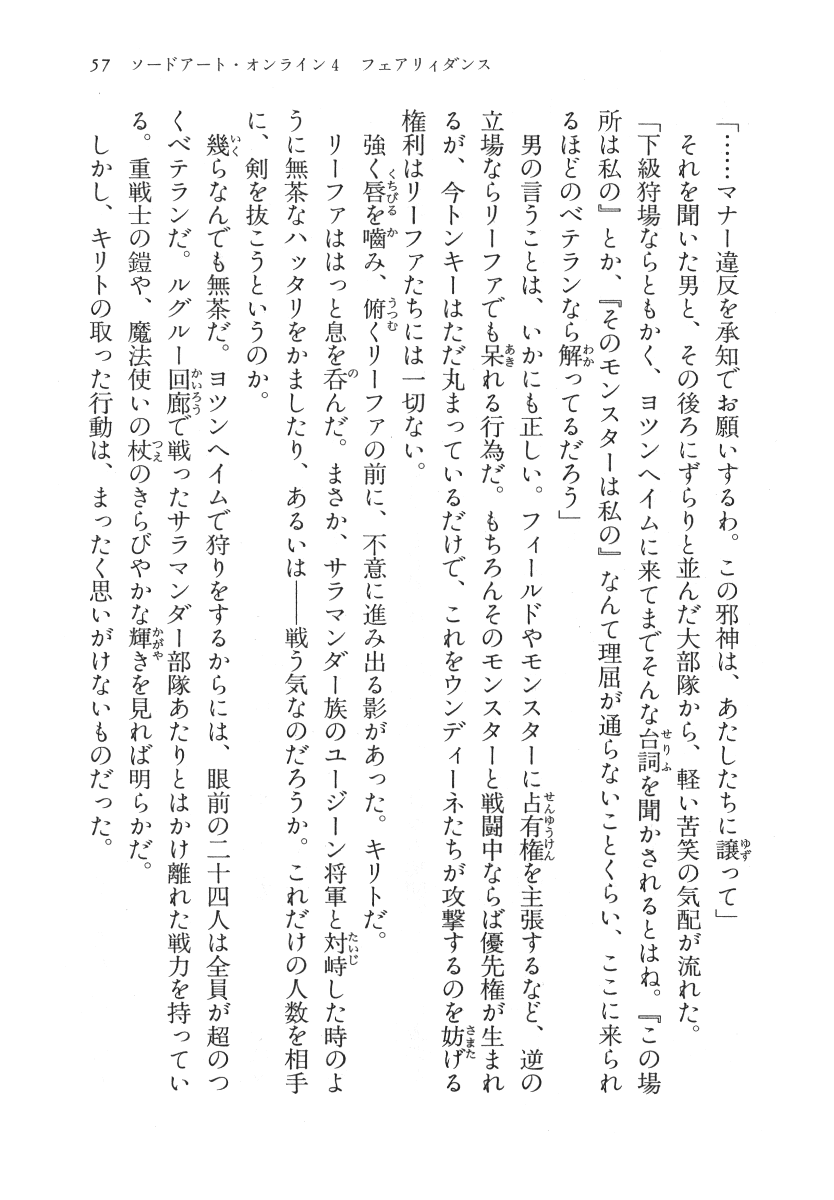 57　ソードアート・オンライン4　フェアリィダンス
「……マナー違反を承知でお願いするわ。この邪神は、あたしたちに譲って」
　それを聞いた男と、その後ろにずらりと並んだ大部隊から、軽い苦笑の気配が流れた。
「下級狩場ならともかく、ヨツンヘイムに来てまでそんな台詞を聞かされるとはね。『この場
所は私の』とか、『そのモンスターは私の』なんて理屈が通らないことくらい、ここに来られ
るほどのベテランなら解ってるだろう」
　男の言うことは、いかにも正しい。フィールドやモンスターに占有権を主張するなど、逆の
立場ならリーファでも呆れる行為だ。もちろんそのモンスターと戦闘中ならば優先権が生まれ
るが、今トンキーはただ丸まっているだけで、これをウンディーネたちが攻撃するのを妨げる
権利はリーファたちには一切ない。
　強く唇を嚙み、俯くリーファの前に、不意に進み出る影があった。キリトだ。
　リーファははっと息を呑んだ。まさか、サラマンダー族のユージーン将軍と対峙した時のよ
うに無茶なハッタリをかましたり、あるいは——戦う気なのだろうか。これだけの人数を相手
に、剣を抜こうというのか。
　幾らなんでも無茶だ。ヨツンヘイムで狩りをするからには、眼前の二十四人は全員が超のつ
くベテランだ。ルグルー回廊で戦ったサラマンダー部隊あたりとはかけ離れた戦力を持ってい
る。重戦士の鎧や、魔法使いの杖のきらびやかな輝きを見れば明らかだ。
　しかし、キリトの取った行動は、まったく思いがけないものだった。